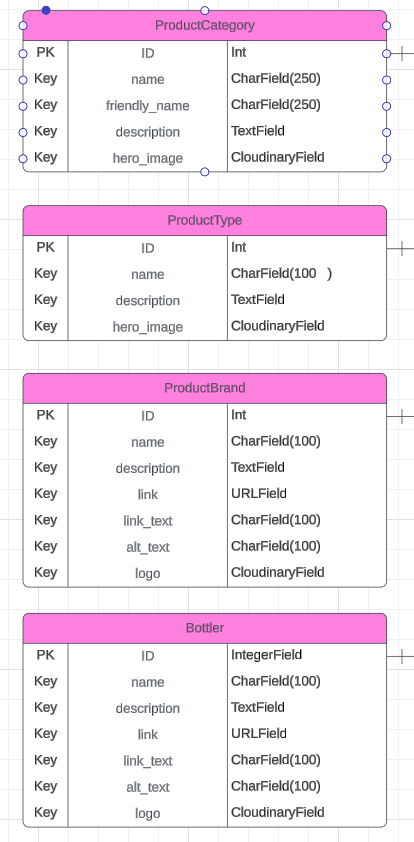 ProductCategory
PK ID Int
Key name CharField(250)
Key friendly_name CharField(250)
Key description TextField
Key hero_image CloudinaryField
ProductType
PK ID Int
Key name CharField(100 )
Key description TextField
Key hero_image CloudinaryField
ProductBrand
PK ID Int
Key name CharField(100)
Key description TextField
Key link URLField
Key link_text CharField(100)
Key alt_text CharField(100)
Key logo CloudinaryField
Bottler
PK ID IntegerField
Key name CharField(100)
Key description TextField
Key link URLField
Key link_text CharField(100)
Key alt_text CharField(100)
Key logo CloudinaryField